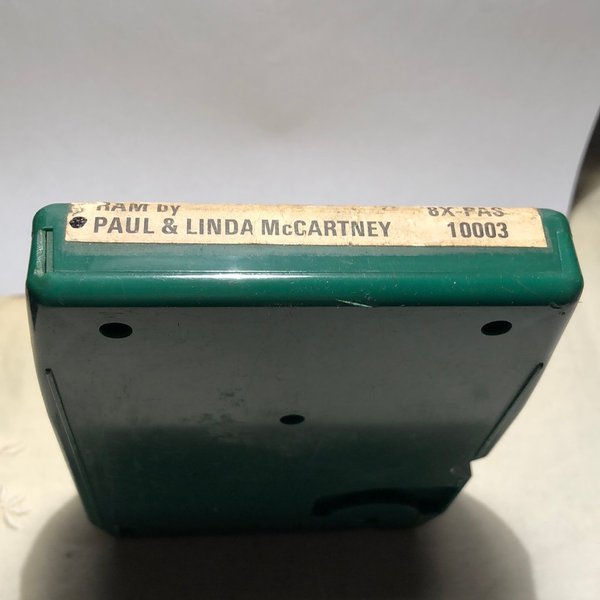 RAM by 8X-PAS
PAUL & LINDA McCARTNEY 10003